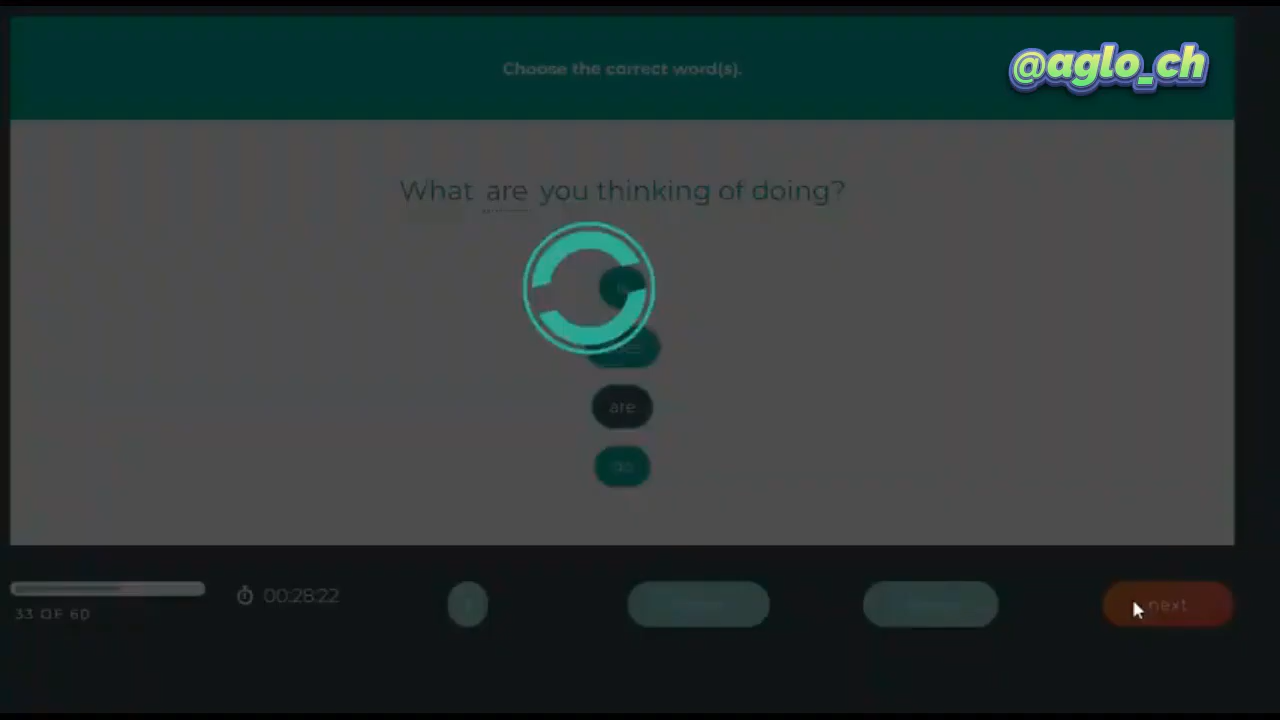 @aglo_ch
Choose the correct word(s).
What are you thinking of doing?
are
do
33 OF 60
00:28:22
next